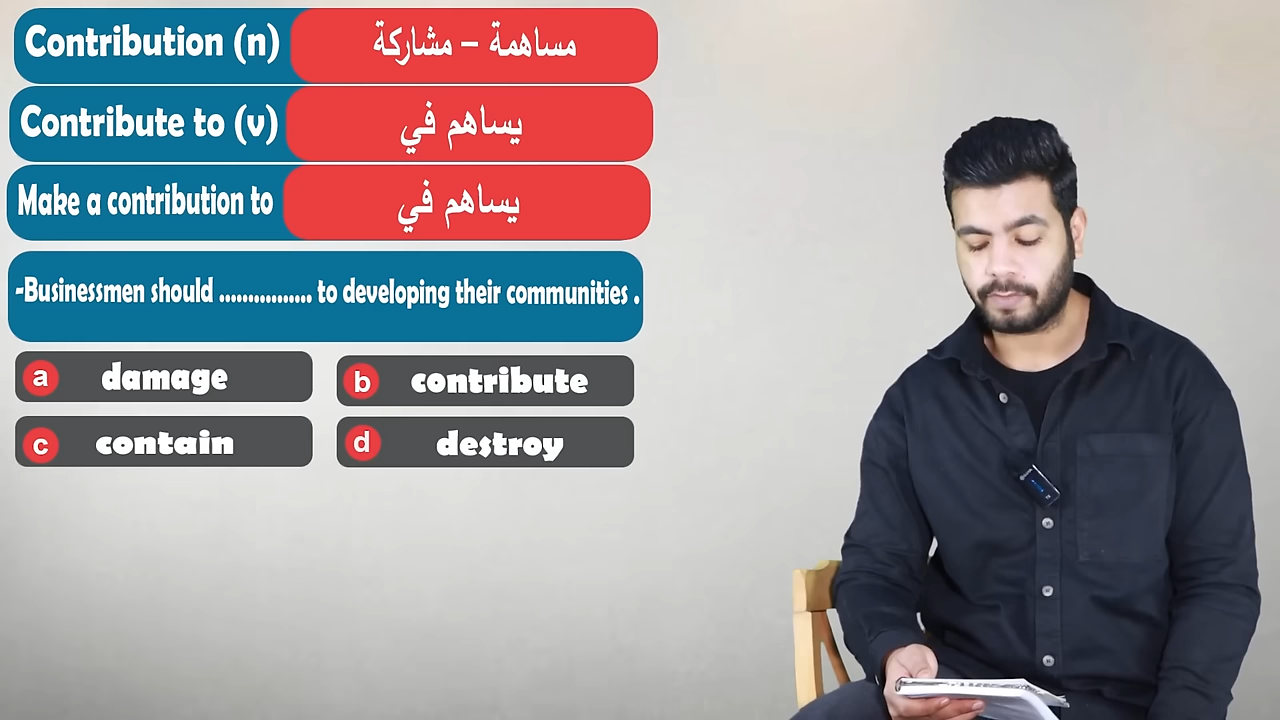 Contribution (n) مساهمة – مشاركة
Contribute to (v) يساهم في
Make a contribution to يساهم في
-Businessmen should ................ to developing their communities .
a damage
b contribute
c contain
d destroy